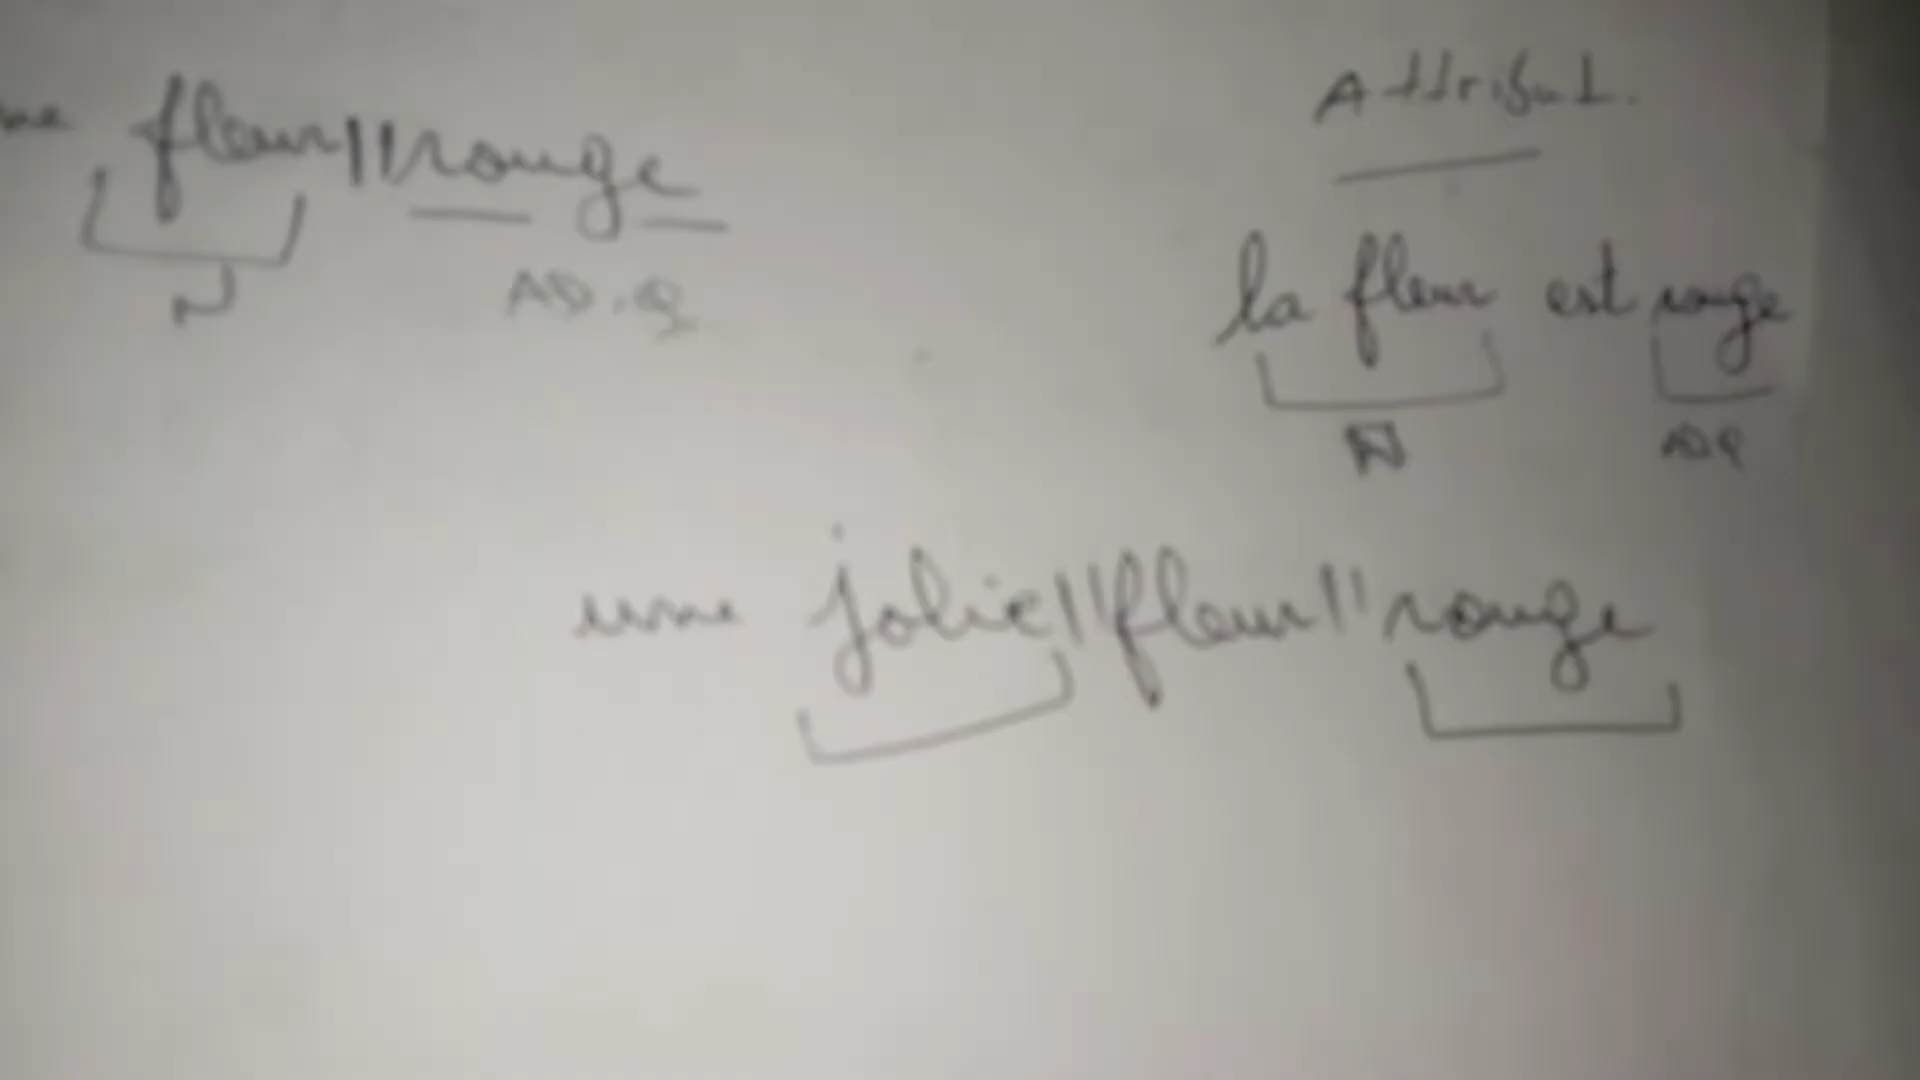 fleur || rouge
N AD.Q
Attribut.
la fleur est rouge
N ADQ
une jolie || fleur || rouge